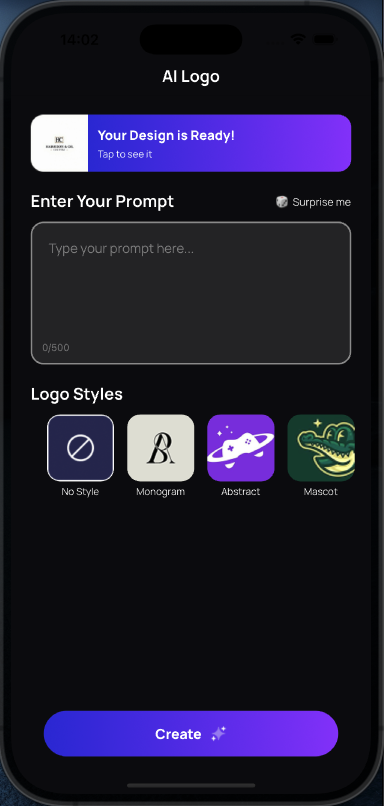 14:02
AI Logo
Your Design is Ready!
Tap to see it
Enter Your Prompt
Surprise me
Type your prompt here...
0/500
Logo Styles
No Style
Monogram
Abstract
Mascot
Create